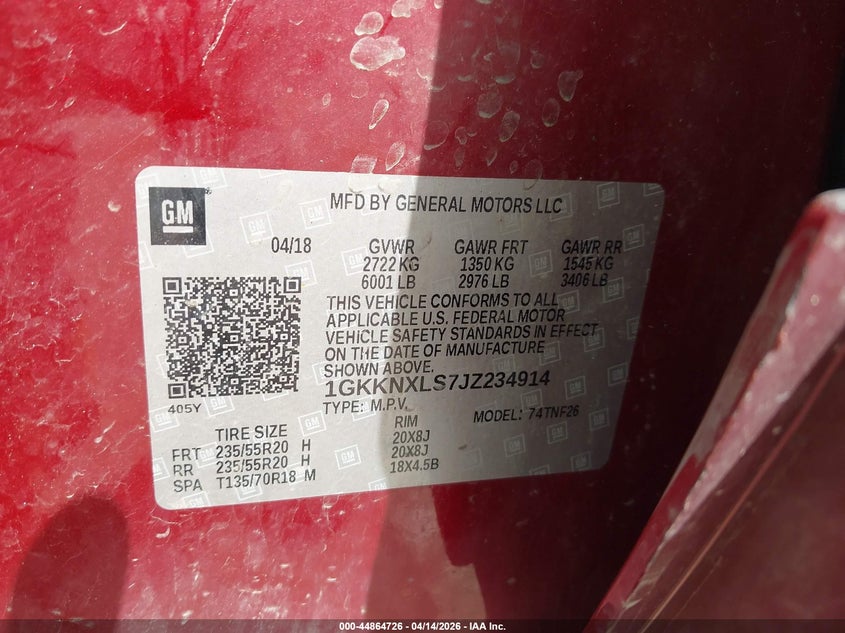 GM
MFD BY GENERAL MOTORS LLC
04/18 GVWR GAWR FRT GAWR RR
2722 KG 1350 KG 1545 KG
6001 LB 2976 LB 3406 LB
THIS VEHICLE CONFORMS TO ALL
APPLICABLE U.S. FEDERAL MOTOR
VEHICLE SAFETY STANDARDS IN EFFECT
ON THE DATE OF MANUFACTURE
SHOWN ABOVE.
1GKKNXLS7JZ234914
405Y
TYPE: M.P.V. MODEL: 74TNF26
TIRE SIZE RIM
FRT 235/55R20 H 20X8J
RR 235/55R20 H 20X8J
SPA T135/70R18 M 18X4.5B
000-44864726 - 04/14/2026 - IAA Inc.